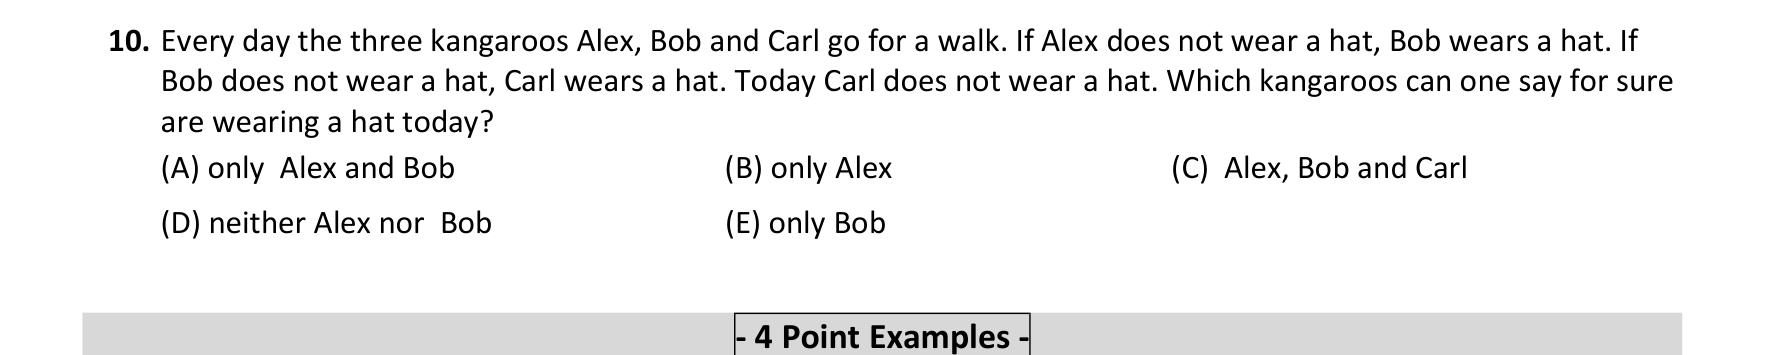 10. Every day the three kangaroos Alex, Bob and Carl go for a walk. If Alex does not wear a hat, Bob wears a hat. If
Bob does not wear a hat, Carl wears a hat. Today Carl does not wear a hat. Which kangaroos can one say for sure
are wearing a hat today?
(A) only Alex and Bob (B) only Alex (C) Alex, Bob and Carl
(D) neither Alex nor Bob (E) only Bob
- 4 Point Examples -